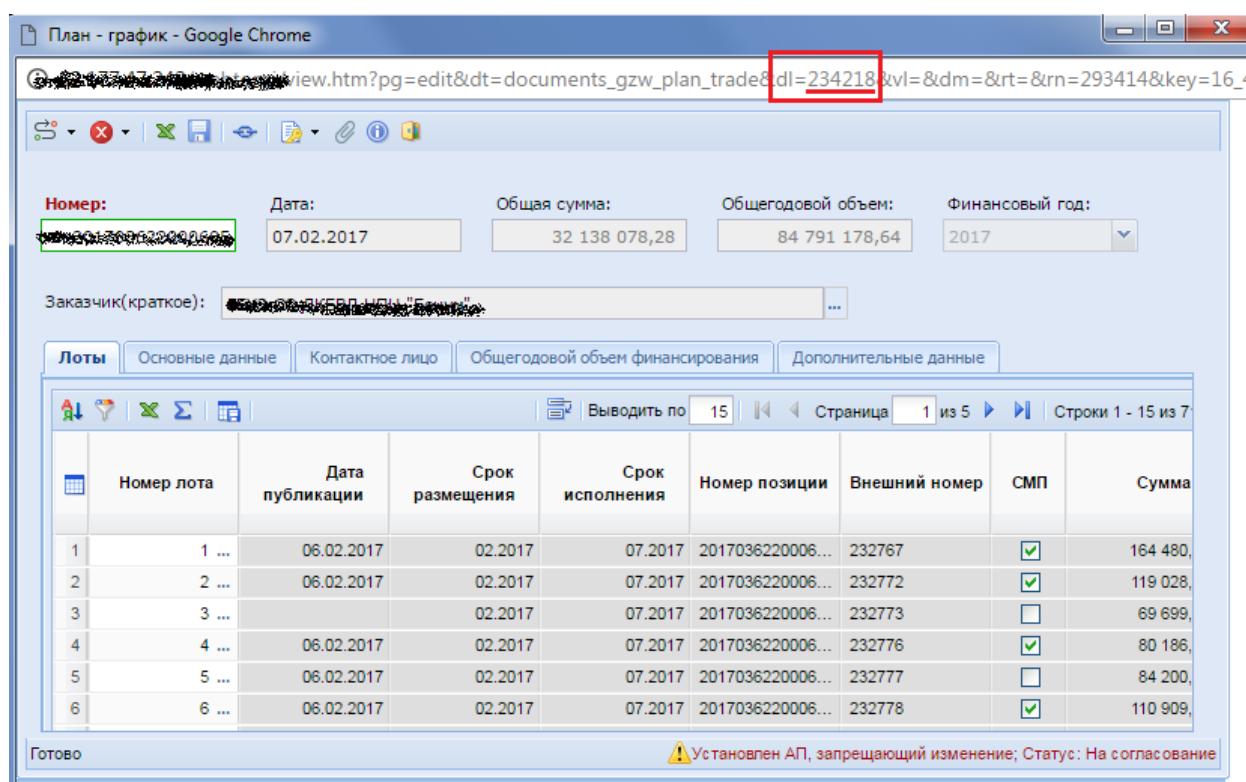 План - график - Google Chrome
view.htm?pg=edit&dt=documents_gzw_plan_trade&dl=234218&vl=&dm=&rt=&rn=293414&key=16_4
Номер: Дата: Общая сумма: Общегодовой объем: Финансовый год:
07.02.2017 32 138 078,28 84 791 178,64 2017
Заказчик(краткое): ...
Лоты Основные данные Контактное лицо Общегодовой объем финансирования Дополнительные данные
Выводить по 15 Страница 1 из 5 Строки 1 - 15 из 7
Номер лота Дата публикации Срок размещения Срок исполнения Номер позиции Внешний номер СМП Сумма
1 1 ... 06.02.2017 02.2017 07.2017 2017036220006... 232767 164 480,
2 2 ... 06.02.2017 02.2017 07.2017 2017036220006... 232772 119 028,
3 3 ... 02.2017 07.2017 2017036220006... 232773 69 699,
4 4 ... 06.02.2017 02.2017 07.2017 2017036220006... 232776 80 186,
5 5 ... 06.02.2017 02.2017 07.2017 2017036220006... 232777 84 200,
6 6 ... 06.02.2017 02.2017 07.2017 2017036220006... 232778 110 909,
Готово Установлен АП, запрещающий изменение; Статус: На согласование